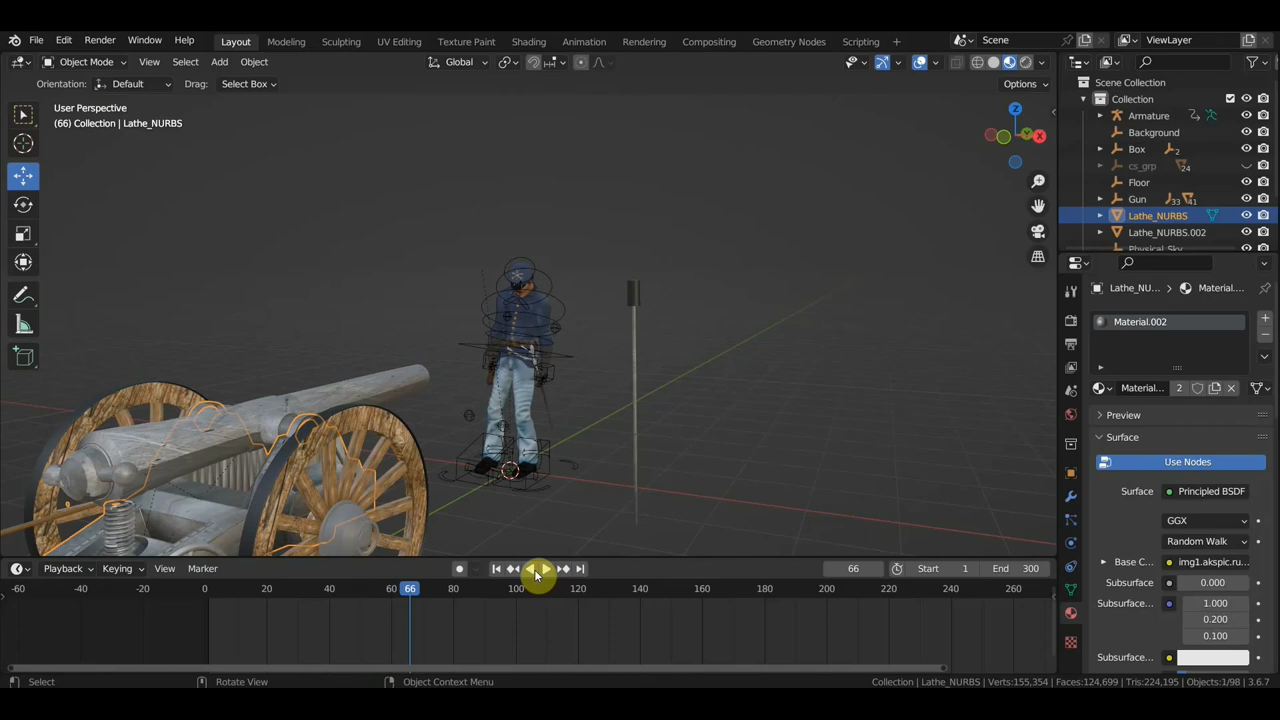 File Edit Render Window Help Layout Modeling Sculpting UV Editing Texture Paint Shading Animation Rendering Compositing Geometry Nodes Scripting + Scene ViewLayer
Object Mode View Select Add Object Global
Orientation: Default Drag: Select Box Options
User Perspective
(66) Collection | Lathe_NURBS
Z
Y
X
Scene Collection
Collection
Armature
Background
Box 2
cs_grp 24
Floor
Gun 33 41
Lathe_NURBS
Lathe_NURBS.002
Physical Sky
Lathe_NU... Material....
Material.002
Material... 2
Preview
Surface
Use Nodes
Surface Principled BSDF
GGX
Random Walk
Base C... img1.akspic.ru...
Subsurface 0.000
Subsurface... 1.000
0.200
0.100
Subsurface...
Playback Keying View Marker 66 Start 1 End 300
-60 -40 -20 0 20 40 66 80 100 120 140 160 180 200 220 240 260
Select Rotate View Object Context Menu Collection | Lathe_NURBS | Verts:155,354 | Faces:124,699 | Tris:224,195 | Objects:1/98 | 3.6.7